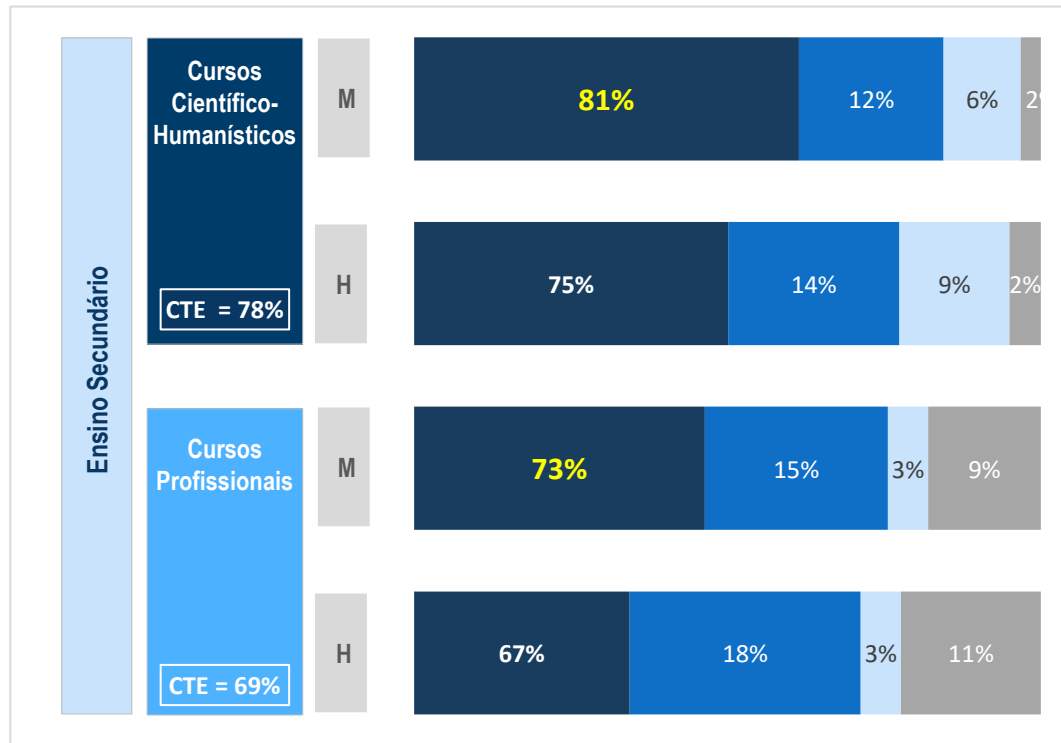 Ensino Secundário
Cursos
Científico-
Humanísticos
CTE = 78%
M
81%
12%
6%
2%
H
75%
14%
9%
2%
Cursos
Profissionais
CTE = 69%
M
73%
15%
3%
9%
H
67%
18%
3%
11%